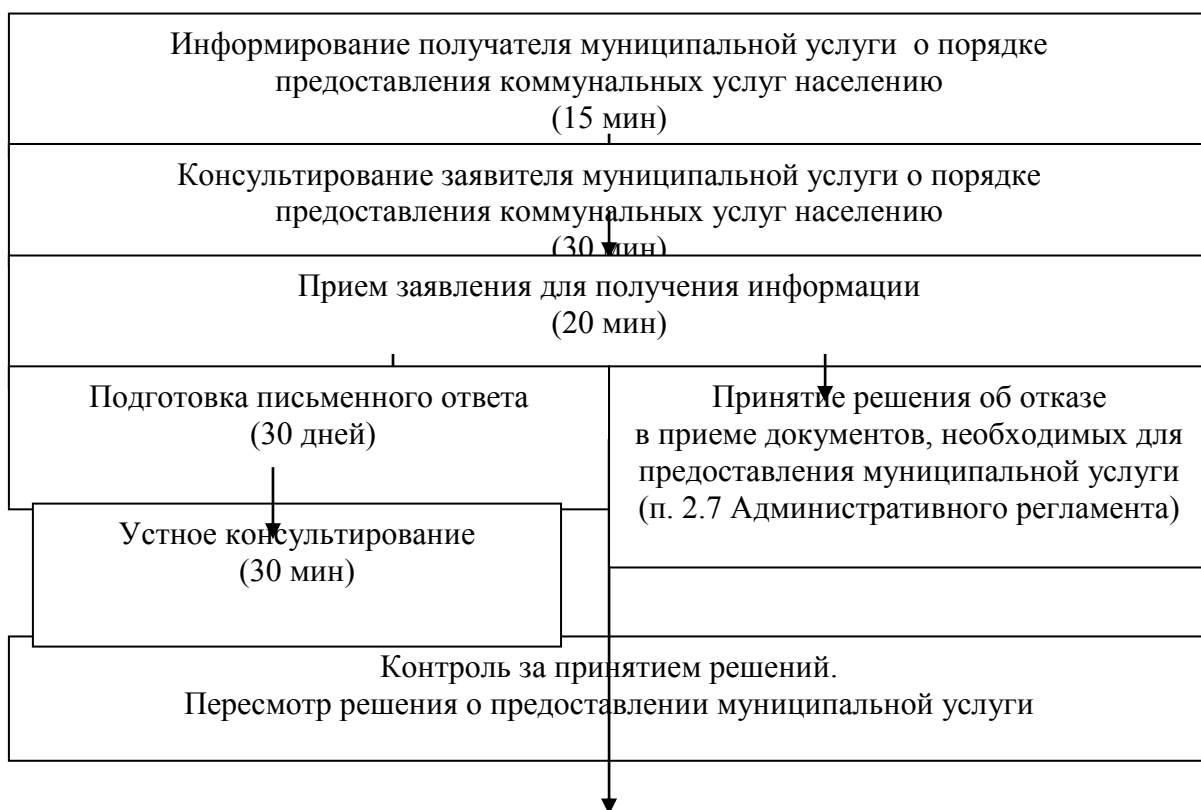 Информирование получателя муниципальной услуги о порядке
предоставления коммунальных услуг населению
(15 мин)
Консультирование заявителя муниципальной услуги о порядке
предоставления коммунальных услуг населению
(30 мин)
Прием заявления для получения информации
(20 мин)
Подготовка письменного ответа
(30 дней)
Принятие решения об отказе
в приеме документов, необходимых для
предоставления муниципальной услуги
(п. 2.7 Административного регламента)
Устное консультирование
(30 мин)
Контроль за принятием решений.
Пересмотр решения о предоставлении муниципальной услуги